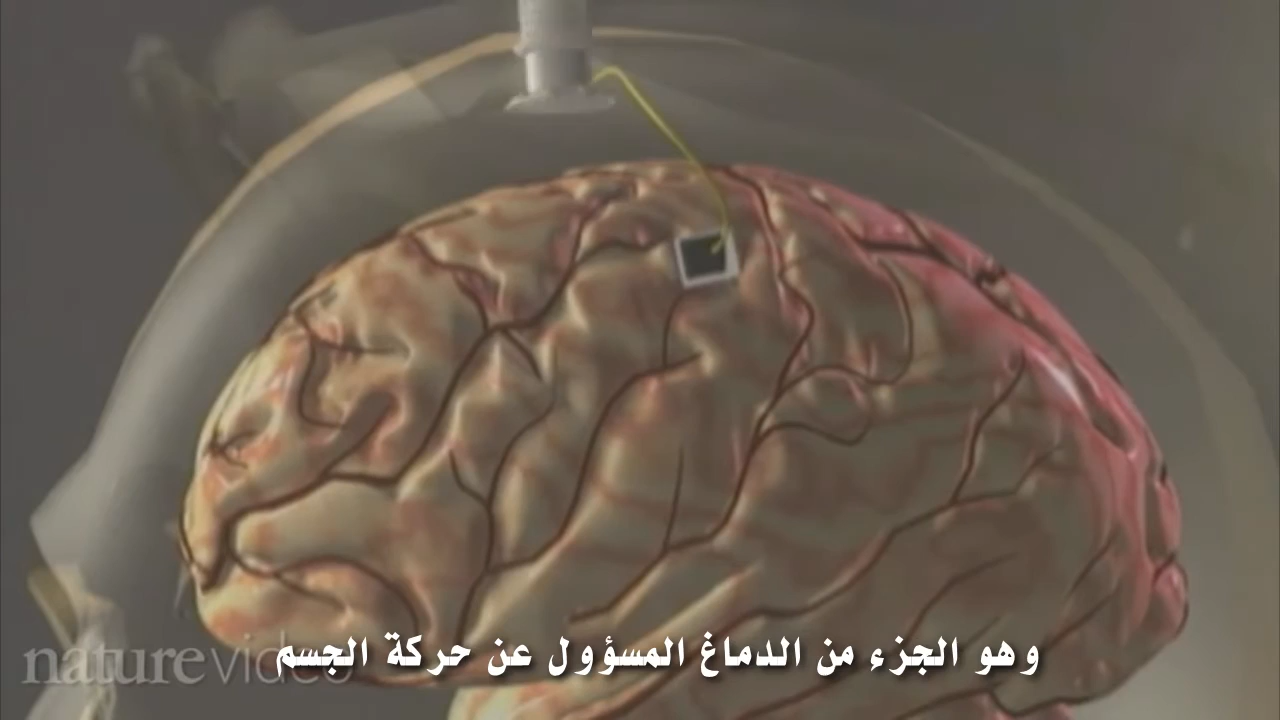 وهو الجزء من الدماغ المسؤول عن حركة الجسم
naturevideo